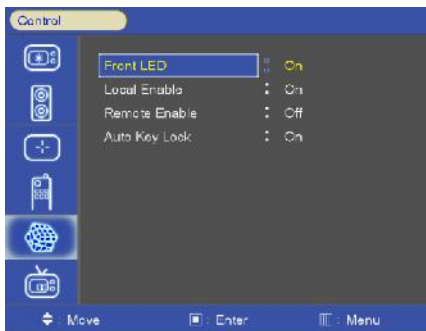 Control
Front LED : On
Local Enable : On
Remote Enable : Off
Auto Key Lock : On
: Move : Enter : Menu